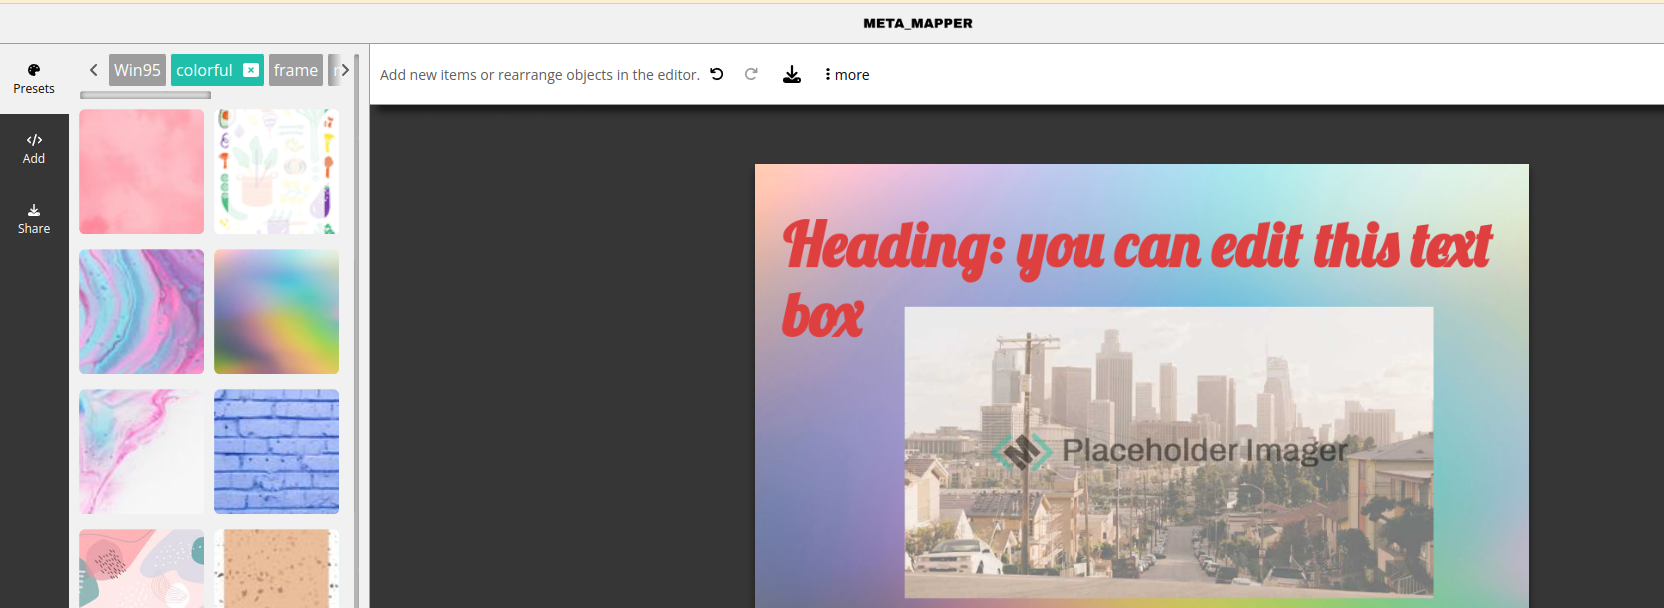 META_MAPPER
Presets
Add
Share
Win95 colorful frame
Add new items or rearrange objects in the editor. more
Heading: you can edit this text
box
Placeholder Imager